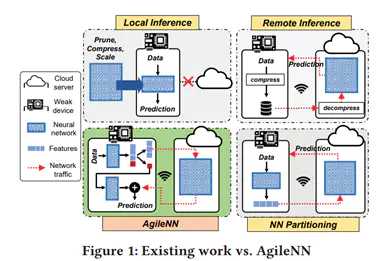 Local Inference
Remote Inference
Prune,
Compress,
Scale
Data
Prediction
Data
compress
Prediction
decompress
Cloud
server
Weak
device
Neural
network
Features
Network
traffic
Data
Data
Prediction
AgileNN
Data
Prediction
NN Partitioning
Figure 1: Existing work vs. AgileNN